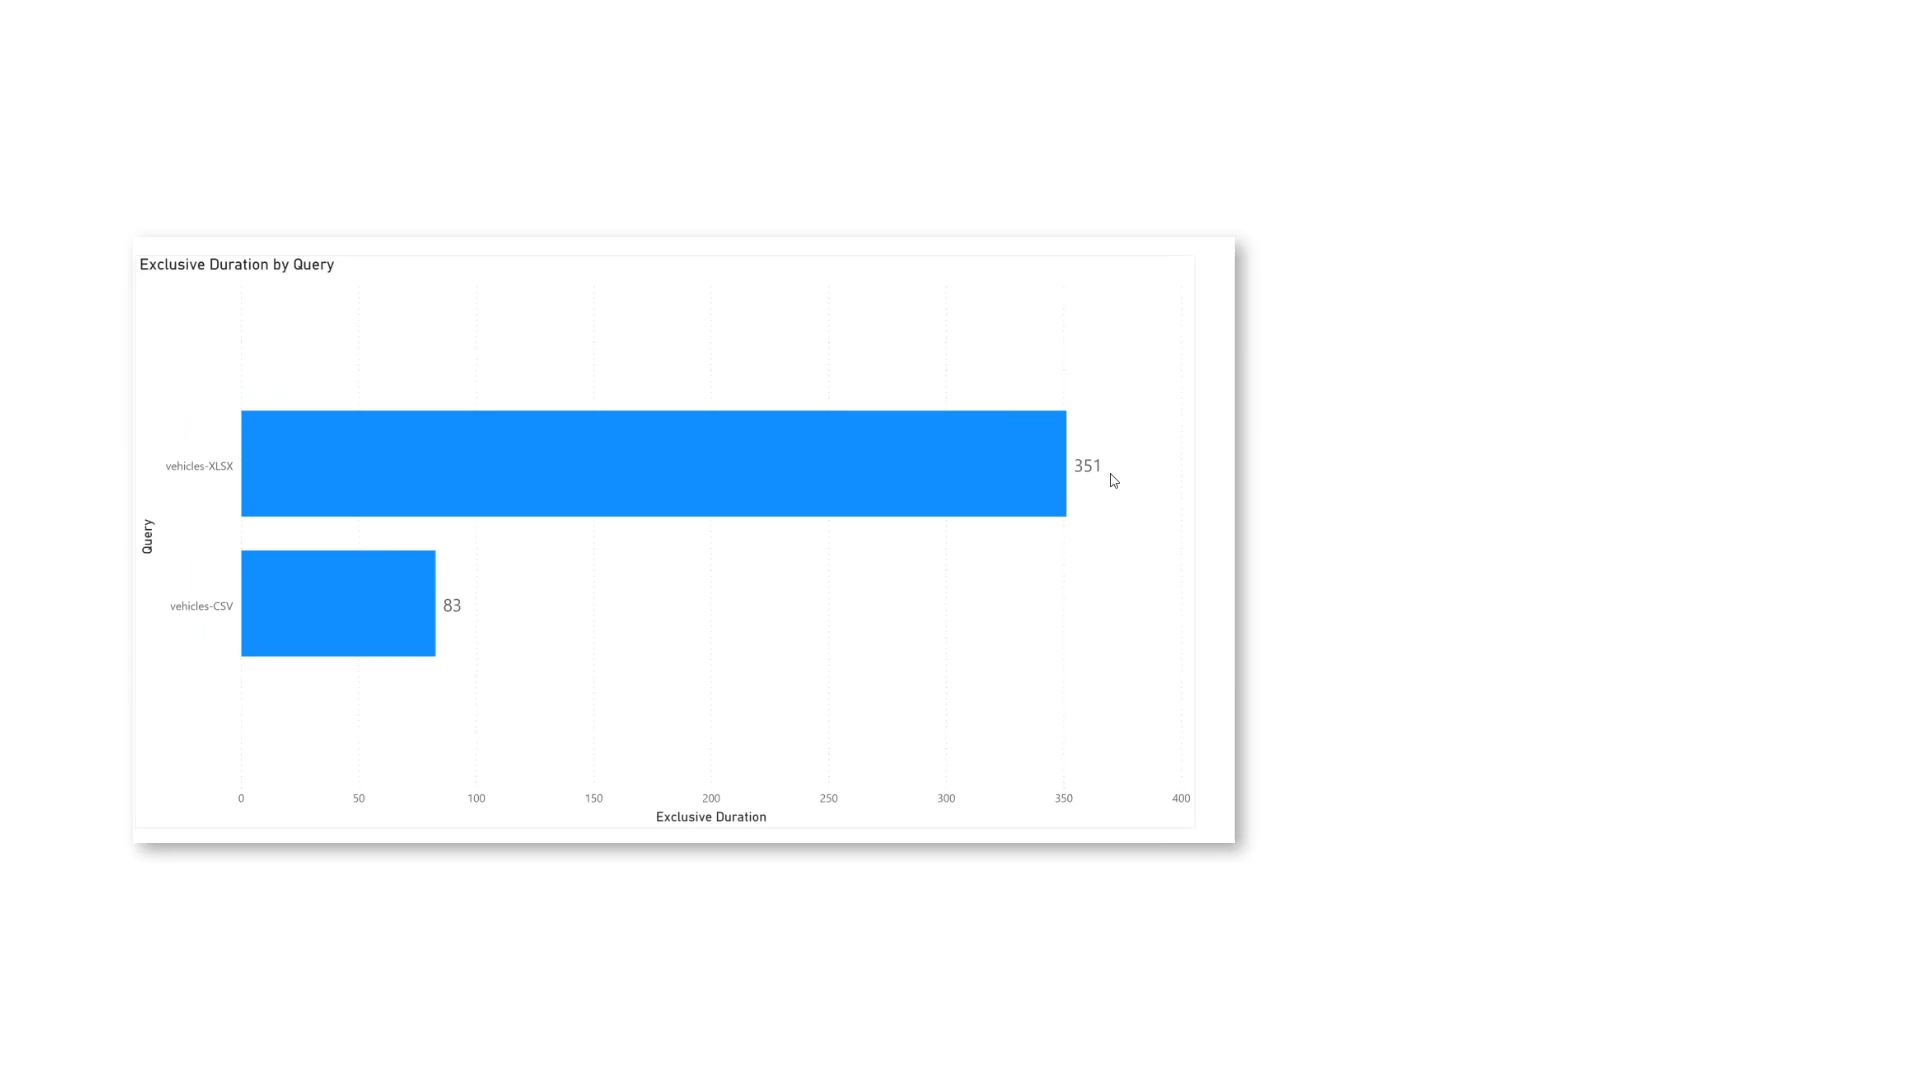 Exclusive Duration by Query
vehicles-XLSX
351
Query
vehicles-CSV
83
0 50 100 150 200 250 300 350 400
Exclusive Duration